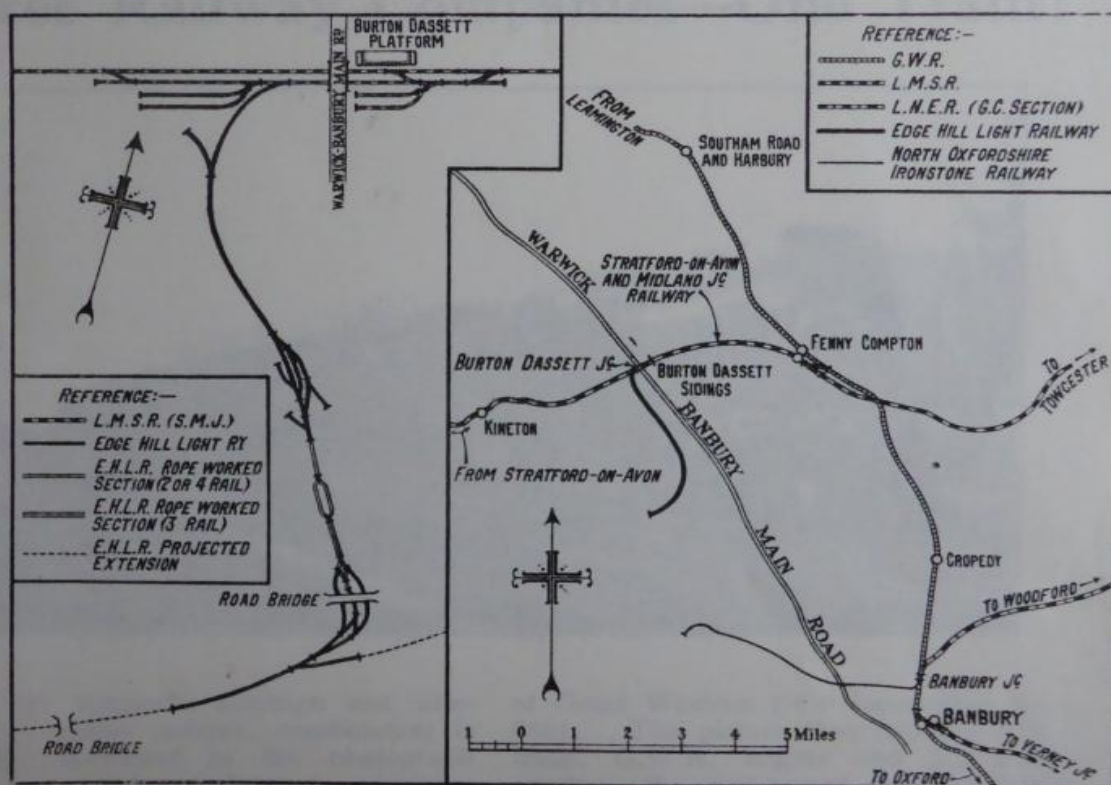 BURTON DASSETT
PLATFORM
WARWICK-BANBURY MAIN RD
REFERENCE:-
L.M.S.R. (S.M.J.)
EDGE HILL LIGHT RY
E.H.L.R. ROPE WORKED
SECTION (2 OR 4 RAIL)
E.H.L.R. ROPE WORKED
SECTION (3 RAIL)
E.H.L.R. PROJECTED
EXTENSION
ROAD BRIDGE
ROAD BRIDGE
REFERENCE:-
G.W.R.
L.M.S.R.
L.N.E.R. (G.C. SECTION)
EDGE HILL LIGHT RAILWAY
NORTH OXFORDSHIRE
IRONSTONE RAILWAY
FROM
LEAMINGTON
SOUTHAM ROAD
AND HARBURY
WARWICK
STRATFORD-ON-AVON
AND MIDLAND JC
RAILWAY
FENNY COMPTON
BURTON DASSETT JC
BURTON DASSETT
SIDINGS
TO
TOWCESTER
KINETON
BANBURY
FROM STRATFORD-ON-AVON
MAIN
CROPEDY
TO WOODFORD
ROAD
BANBURY JC
BANBURY
TO VERNEY JC
TO OXFORD
1 0 1 2 3 4 5 Miles